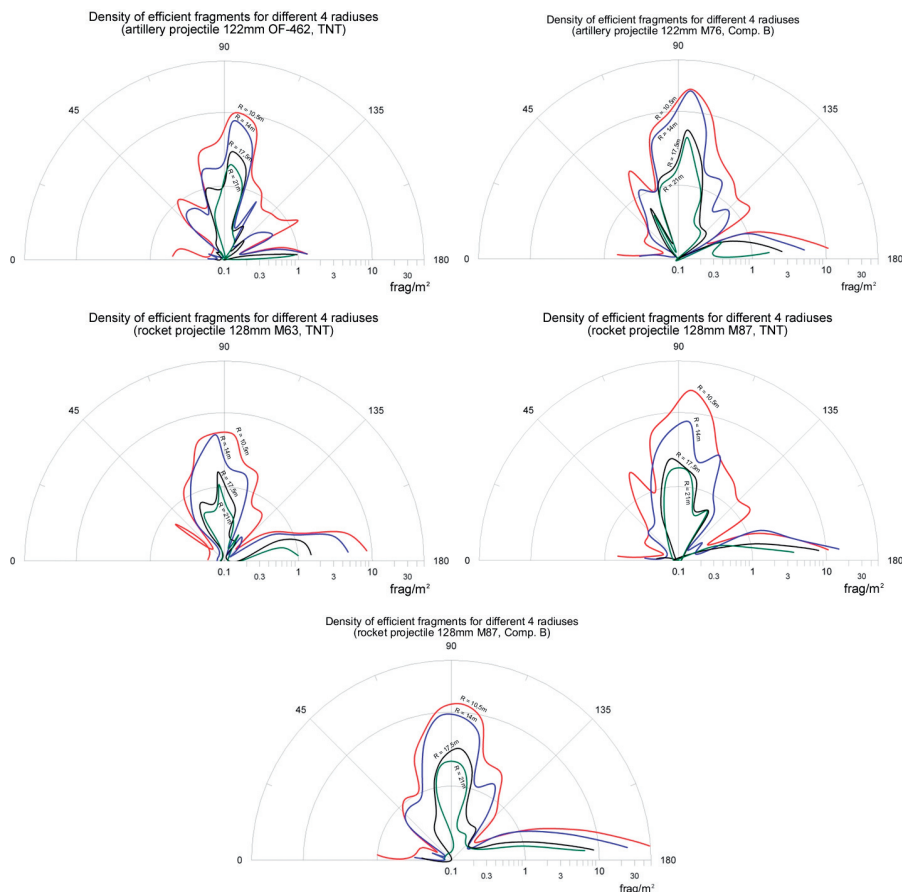 Density of efficient fragments for different 4 radiuses
(artillery projectile 122mm OF-462, TNT)
90
45
135
R = 10,5m
R = 14m
R = 17,5m
R = 21m
0
0.1
0.3
1
3
10
30
180
frag/m²
Density of efficient fragments for different 4 radiuses
(artillery projectile 122mm M76, Comp. B)
90
45
135
R = 10,5m
R = 14m
R = 17,5m
R = 21m
0
0.1
0.3
1
3
10
30
180
frag/m²
Density of efficient fragments for different 4 radiuses
(rocket projectile 128mm M63, TNT)
90
45
135
R = 10,5m
R = 14m
R = 17,5m
R = 21m
0
0.1
0.3
1
3
10
30
180
frag/m²
Density of efficient fragments for different 4 radiuses
(rocket projectile 128mm M87, TNT)
90
45
135
R = 10,5m
R = 14m
R = 17,5m
R = 21m
0
0.1
0.3
1
3
10
30
180
frag/m²
Density of efficient fragments for different 4 radiuses
(rocket projectile 128mm M87, Comp. B)
90
45
135
R = 10,5m
R = 14m
R = 17,5m
R = 21m
0
0.1
0.3
1
3
10
30
180
frag/m²